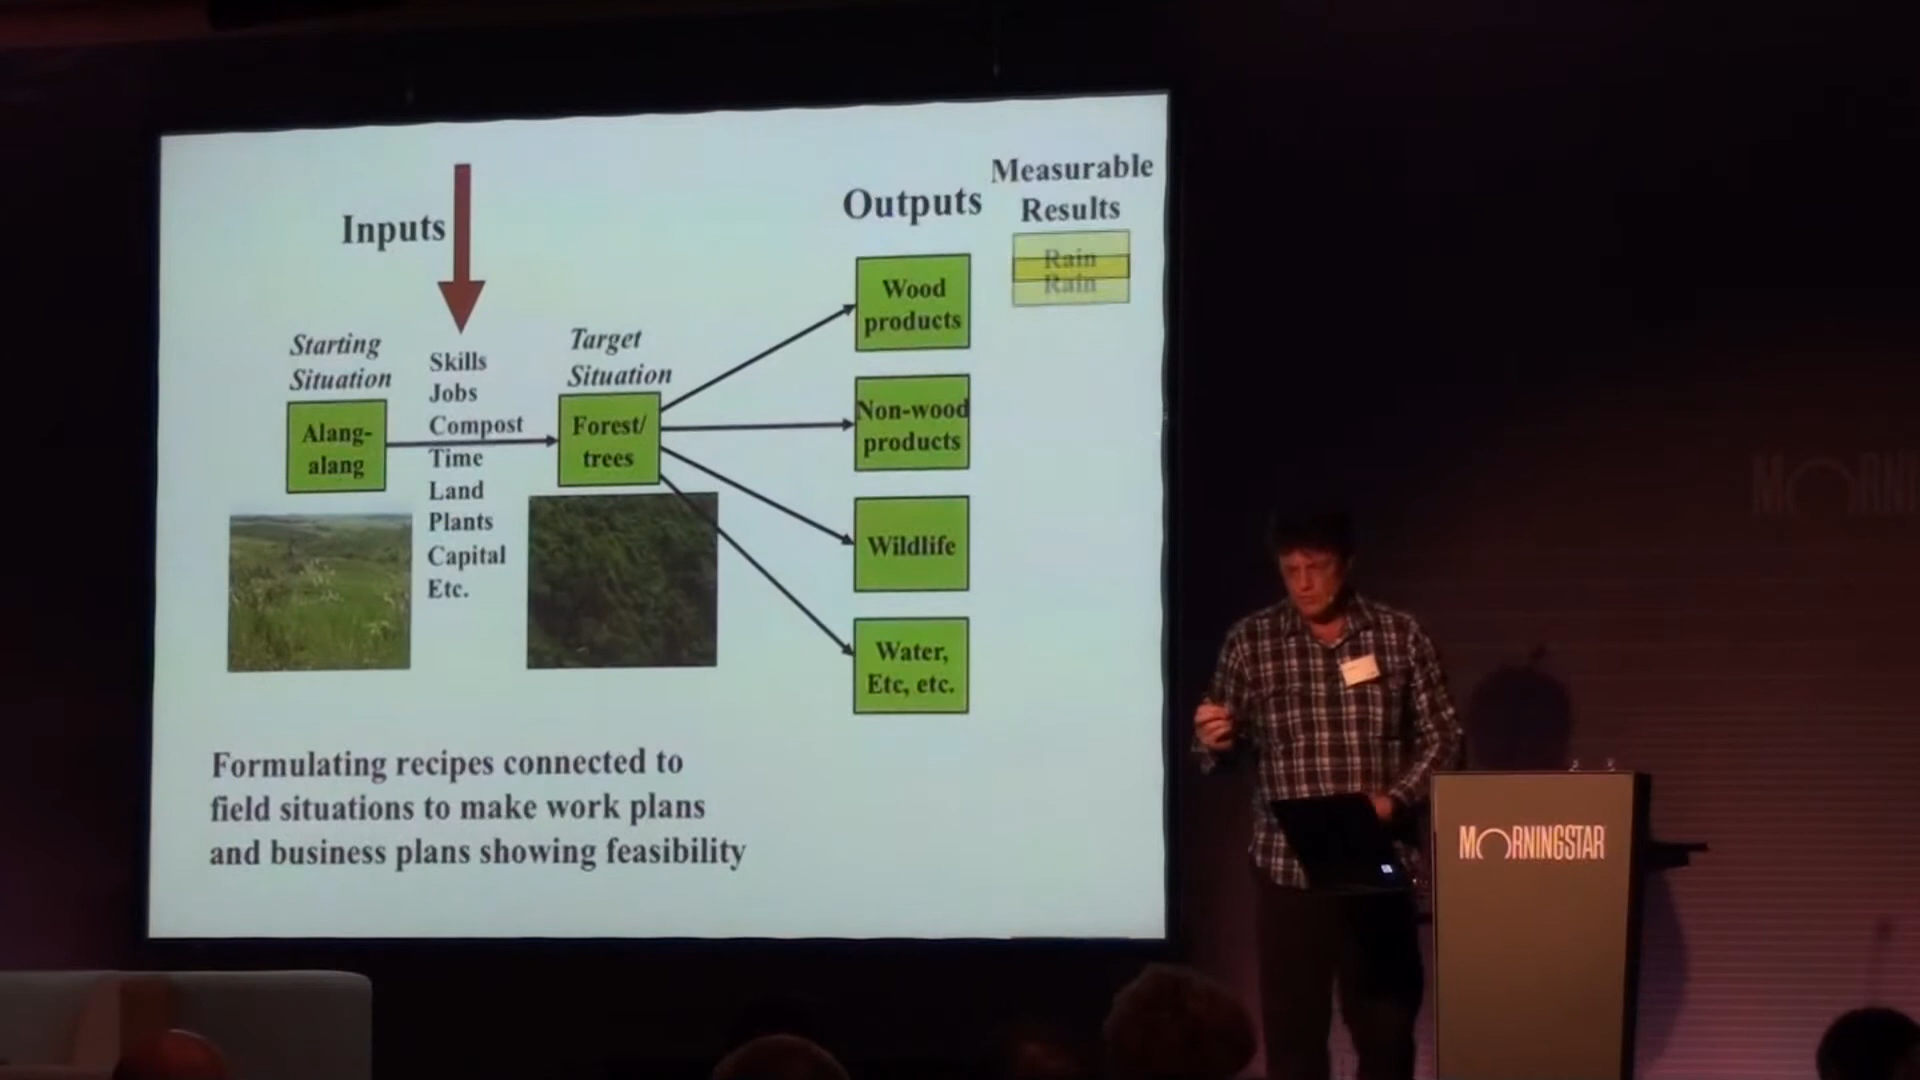 Inputs
Outputs
Measurable
Results
Rain
Rain
Starting
Situation
Alang-
alang
Skills
Jobs
Compost
Time
Land
Plants
Capital
Etc.
Target
Situation
Forest/
trees
Wood
products
Non-wood
products
Wildlife
Water,
Etc, etc.
Formulating recipes connected to
field situations to make work plans
and business plans showing feasibility
MORNINGSTAR